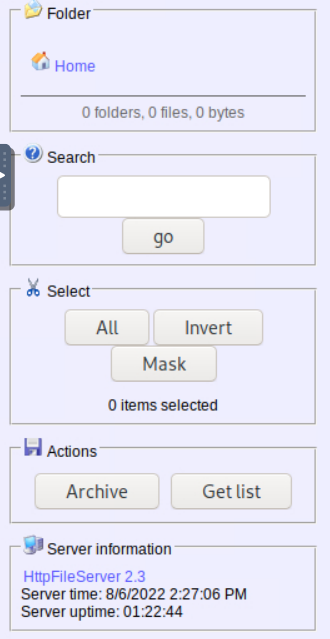 Folder
Home
0 folders, 0 files, 0 bytes
Search
go
Select
All Invert
Mask
0 items selected
Actions
Archive Get list
Server information
HttpFileServer 2.3
Server time: 8/6/2022 2:27:06 PM
Server uptime: 01:22:44